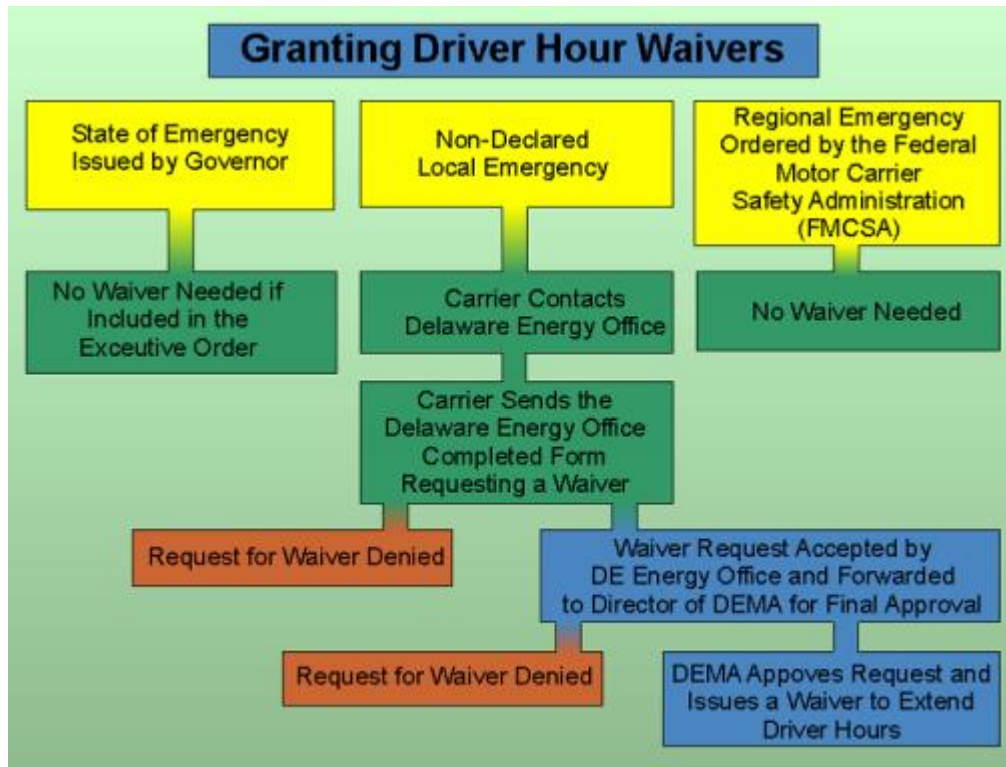 Granting Driver Hour Waivers
State of Emergency
Issued by Governor
Non-Declared
Local Emergency
Regional Emergency
Ordered by the Federal
Motor Carrier
Safety Administration
(FMCSA)
No Waiver Needed if
Included in the
Exceutive Order
Carrier Contacts
Delaware Energy Office
No Waiver Needed
Carrier Sends the
Delaware Energy Office
Completed Form
Requesting a Waiver
Request for Waiver Denied
Waiver Request Accepted by
DE Energy Office and Forwarded
to Director of DEMA for Final Approval
Request for Waiver Denied
DEMA Appoves Request and
Issues a Waiver to Extend
Driver Hours